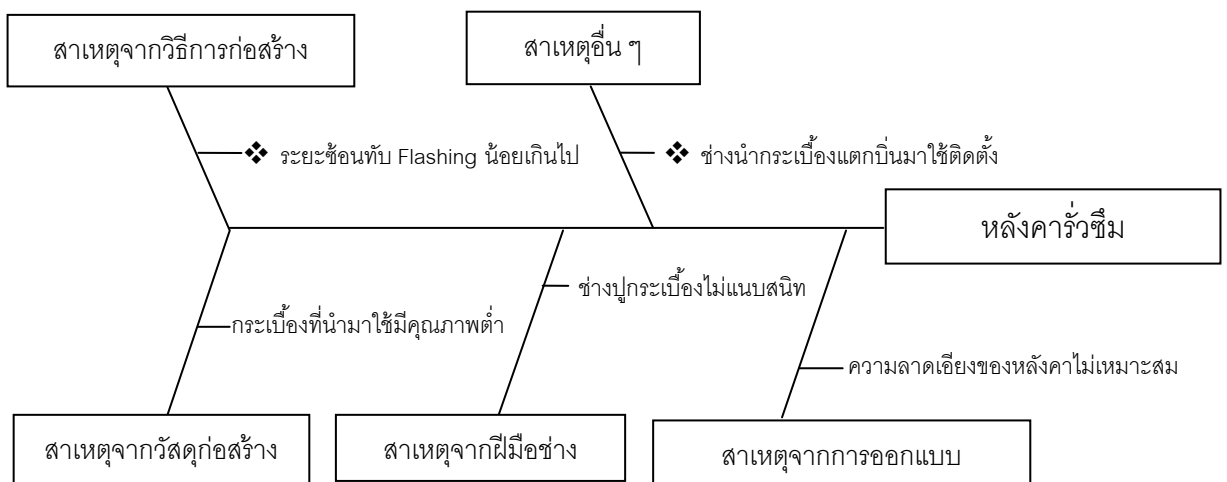 สาเหตุจากวิธีการก่อสร้าง
สาเหตุอื่น ๆ
❖ ระยะซ้อนทับ Flashing น้อยเกินไป
❖ ช่างนำกระเบื้องแตกบิ่นมาใช้ติดตั้ง
หลังคารั่วซึม
ช่างปูกระเบื้องไม่แนบสนิท
กระเบื้องที่นำมาใช้มีคุณภาพต่ำ
ความลาดเอียงของหลังคาไม่เหมาะสม
สาเหตุจากวัสดุก่อสร้าง
สาเหตุจากฝีมือช่าง
สาเหตุจากการออกแบบ